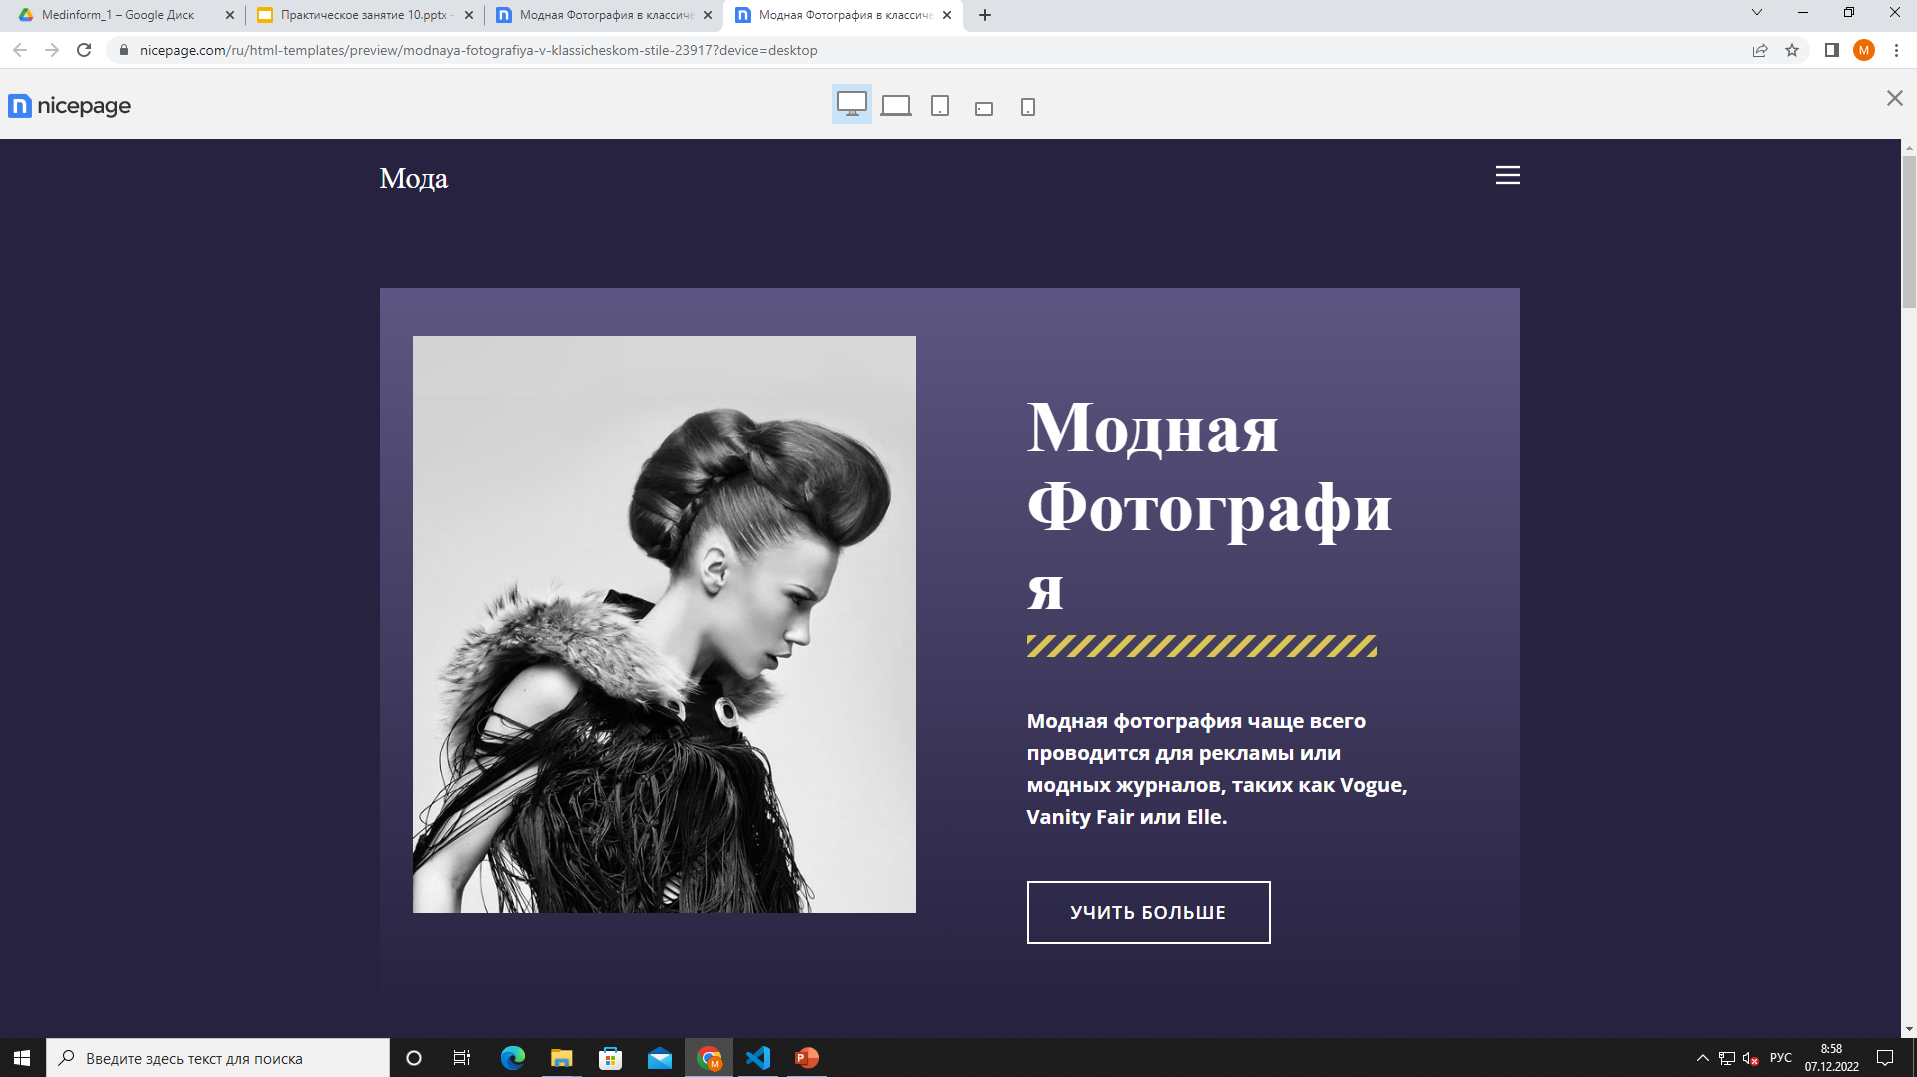 Medinform_1 – Google Диск
Практическое занятие 10.pptx -
Модная Фотография в классиче
Модная Фотография в классиче
nicepage.com/ru/html-templates/preview/modnaya-fotografiya-v-klassicheskom-stile-23917?device=desktop
M
nicepage
Мода
Модная
Фотографи
я
Модная фотография чаще всего
проводится для рекламы или
модных журналов, таких как Vogue,
Vanity Fair или Elle.
УЧИТЬ БОЛЬШЕ
Введите здесь текст для поиска
РУС
8:58
07.12.2022